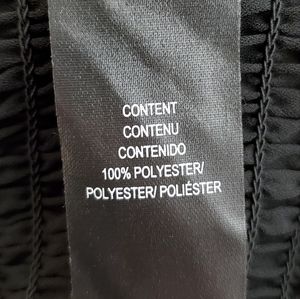 CONTENT
CONTENU
CONTENIDO
100% POLYESTER/
POLYESTER/ POLIÉSTER